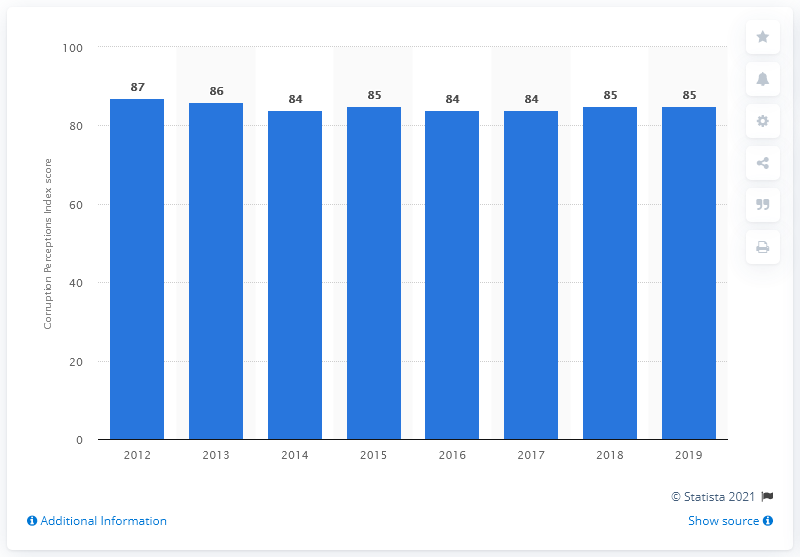 100
80
60
40
20
0
Corruption Perceptions Index score
87
86
84
85
84
84
85
85
2012 2013 2014 2015 2016 2017 2018 2019
© Statista 2021
Additional Information
Show source